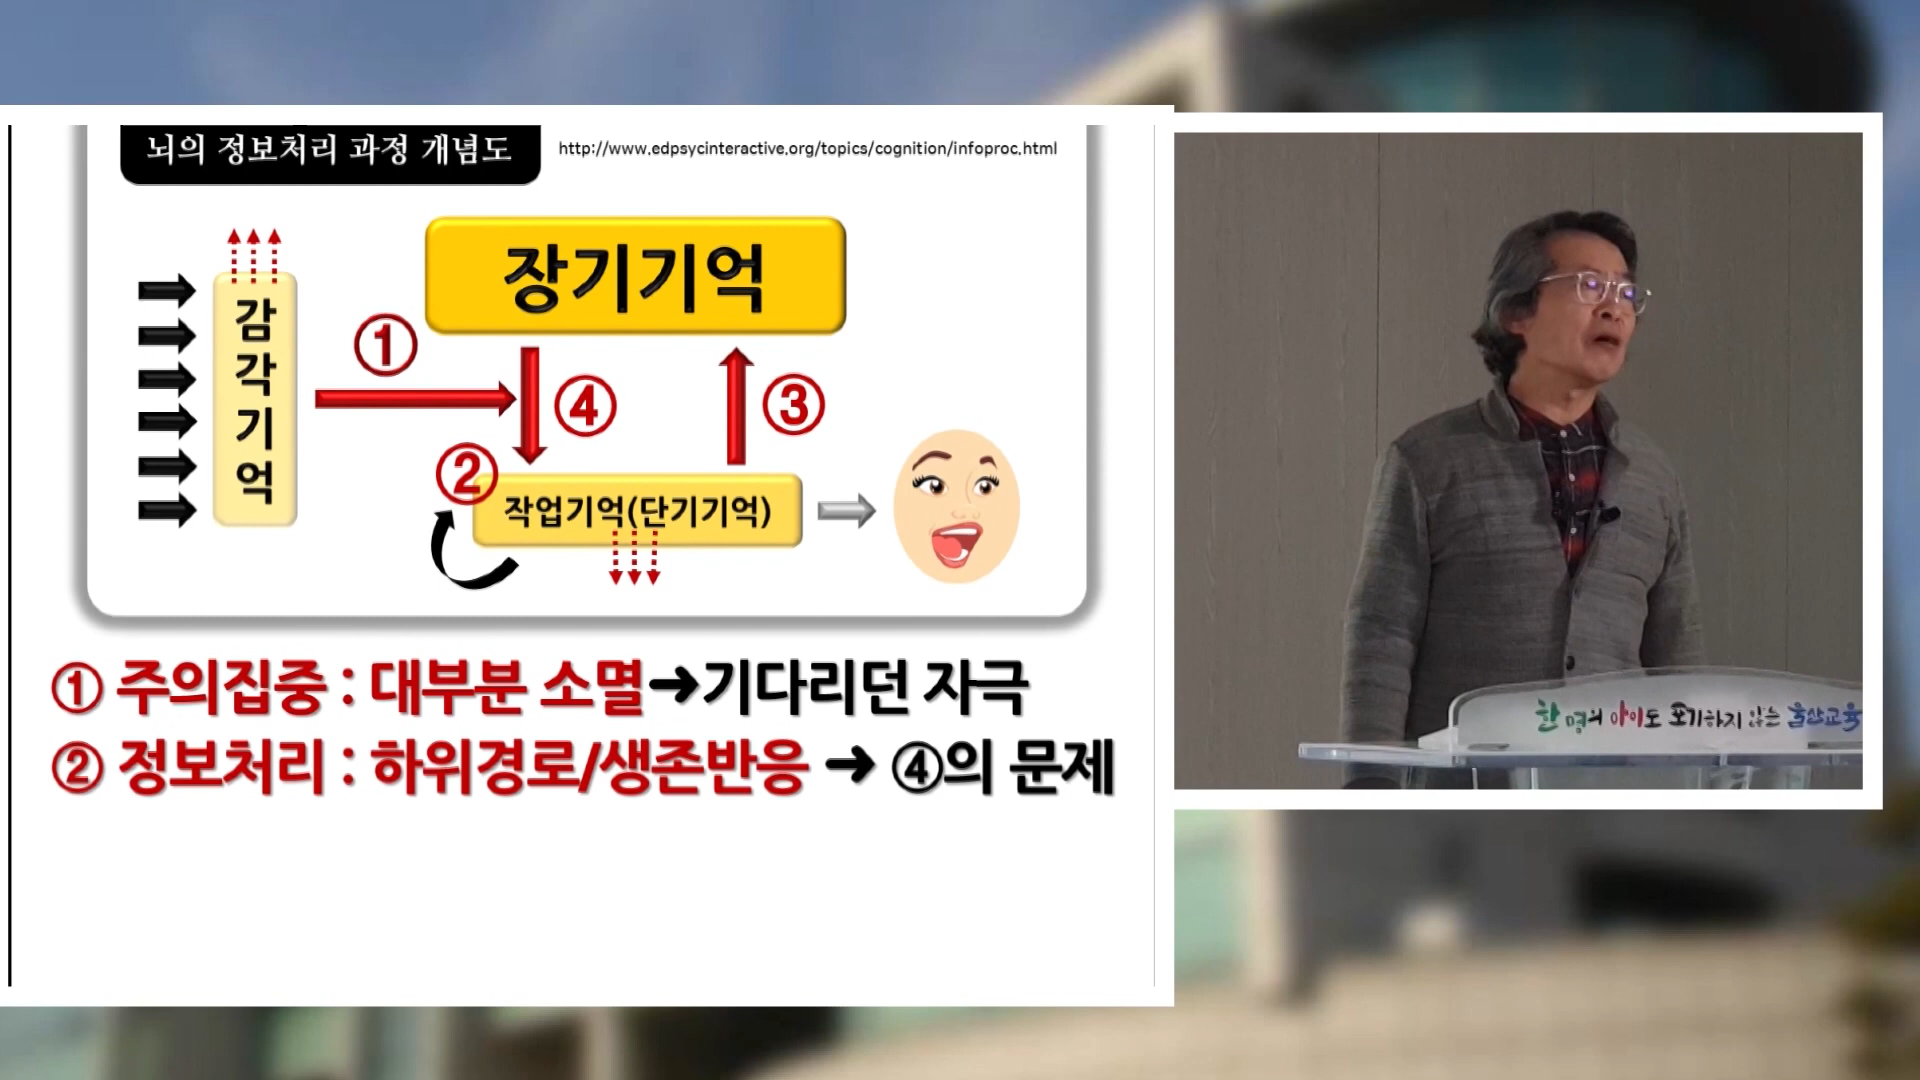 뇌의 정보처리 과정 개념도
http://www.edpsycinteractive.org/topics/cognition/infoproc.html
장기기억
감각기억
①
④
③
②
작업기억(단기기억)
① 주의집중 : 대부분 소멸➜기다리던 자극
② 정보처리 : 하위경로/생존반응 ➜ ④의 문제
한 명의 아이도 포기하지 않는 울산교육